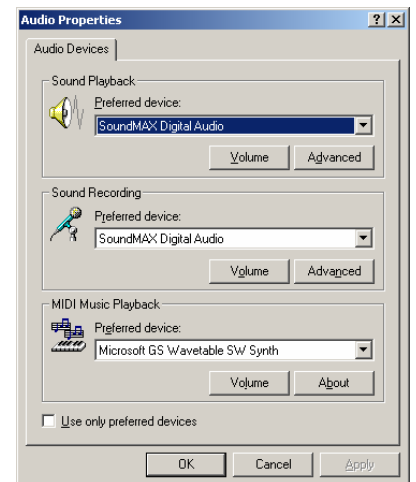 Audio Properties
Audio Devices
Sound Playback
Preferred device:
SoundMAX Digital Audio
Volume Advanced
Sound Recording
Preferred device:
SoundMAX Digital Audio
Volume Advanced
MIDI Music Playback
Preferred device:
Microsoft GS Wavetable SW Synth
Volume About
Use only preferred devices
OK Cancel Apply